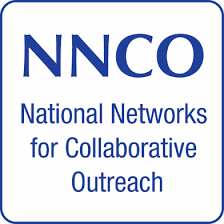 NNCO
National Networks
for Collaborative
Outreach